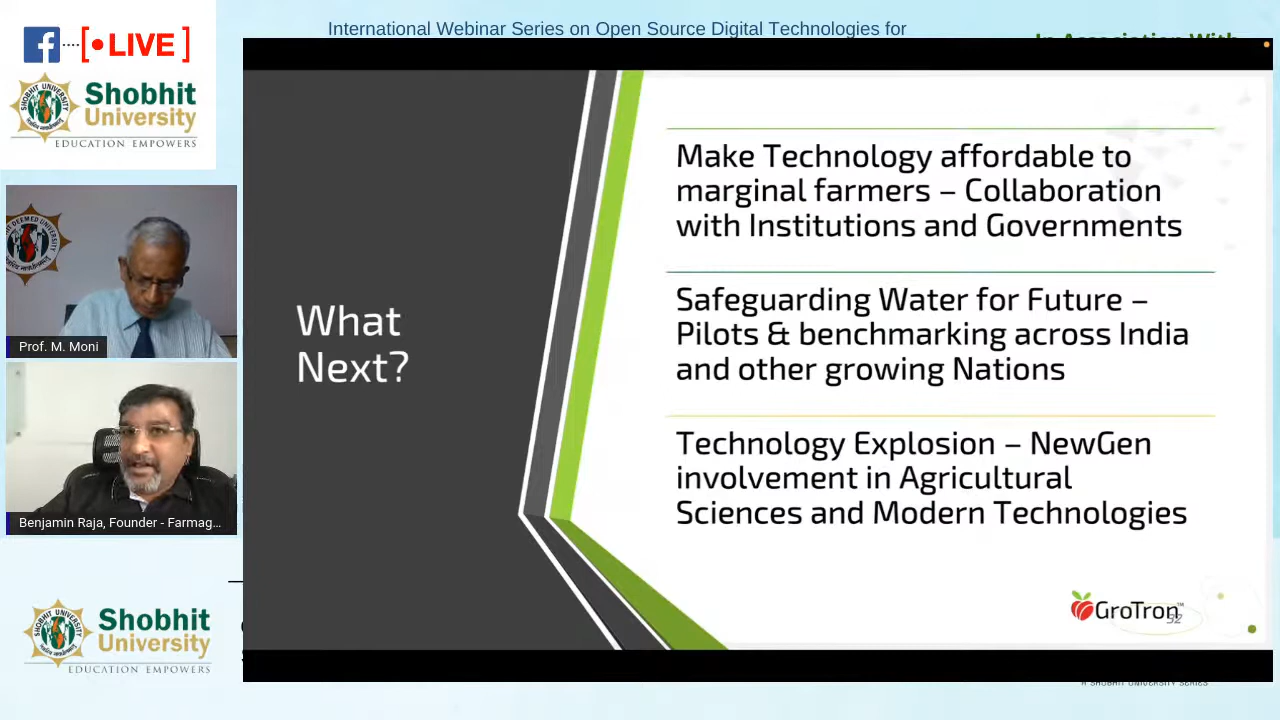 International Webinar Series on Open Source Digital Technologies for
LIVE
Shobhit
University
EDUCATION EMPOWERS
Prof. M. Moni
Benjamin Raja, Founder - Farmag...
What
Next?
Make Technology affordable to
marginal farmers – Collaboration
with Institutions and Governments
Safeguarding Water for Future –
Pilots & benchmarking across India
and other growing Nations
Technology Explosion – NewGen
involvement in Agricultural
Sciences and Modern Technologies
GroTron™
32
Shobhit
University
EDUCATION EMPOWERS